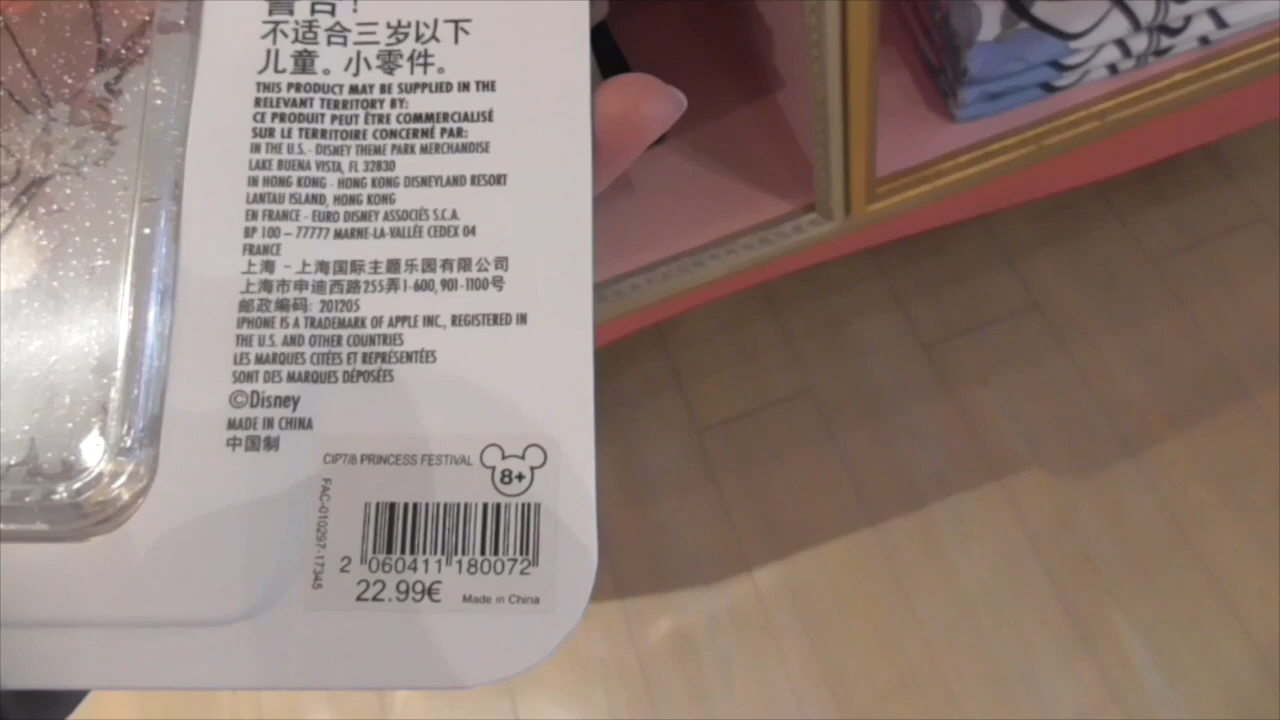 警告！
不适合三岁以下
儿童。小零件。
THIS PRODUCT MAY BE SUPPLIED IN THE
RELEVANT TERRITORY BY:
CE PRODUIT PEUT ÊTRE COMMERCIALISÉ
SUR LE TERRITOIRE CONCERNÉ PAR:
IN THE U.S. - DISNEY THEME PARK MERCHANDISE
LAKE BUENA VISTA, FL 32830
IN HONG KONG - HONG KONG DISNEYLAND RESORT
LANTAU ISLAND, HONG KONG
EN FRANCE - EURO DISNEY ASSOCIÉS S.C.A.
BP 100 – 77777 MARNE-LA-VALLÉE CEDEX 04
FRANCE
上海 - 上海国际主题乐园有限公司
上海市申迪西路255弄1-600, 901-1100号
邮政编码: 201205
IPHONE IS A TRADEMARK OF APPLE INC., REGISTERED IN
THE U.S. AND OTHER COUNTRIES
LES MARQUES CITÉES ET REPRÉSENTÉES
SONT DES MARQUES DÉPOSÉES
©Disney
MADE IN CHINA
中国制
CIP7/8 PRINCESS FESTIVAL
8+
FAC-010297-17345
2 060411 180072
22.99€ Made in China